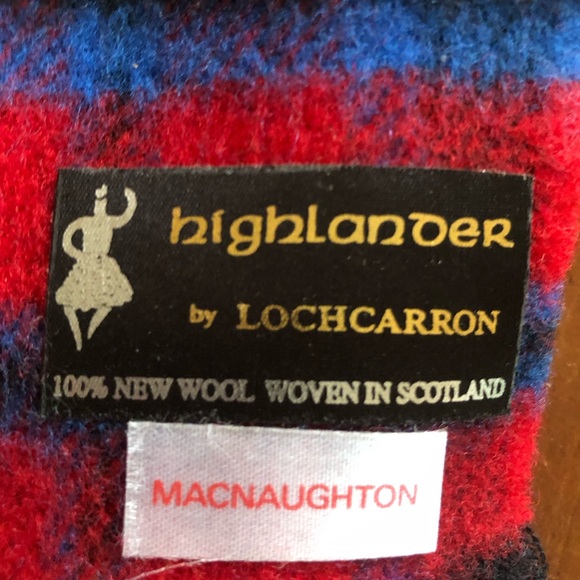 highlander
by LOCHCARRON
100% NEW WOOL WOVEN IN SCOTLAND
MACNAUGHTON